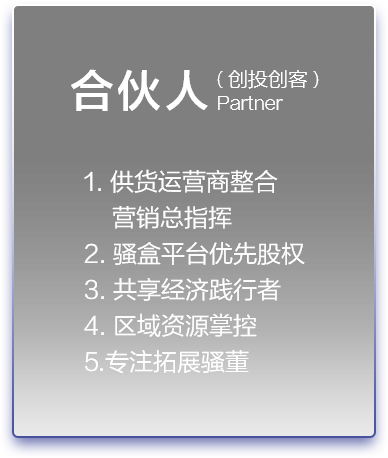 合伙人（创投创客）
Partner
1. 供货运营商整合
营销总指挥
2. 骚盒平台优先股权
3. 共享经济践行者
4. 区域资源掌控
5.专注拓展骚董